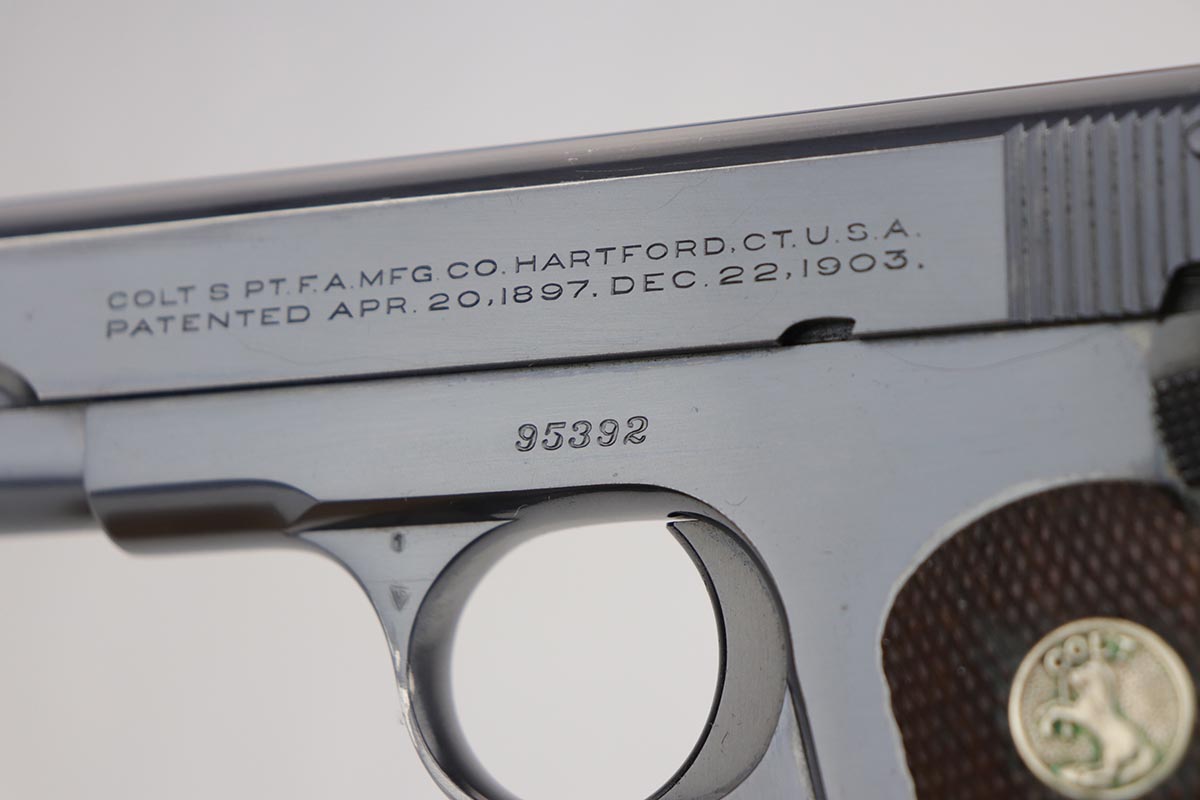 COLT S PT. F. A. MFG. CO. HARTFORD, CT. U. S. A.
PATENTED APR. 20, 1897. DEC. 22, 1903.
95392
COLT